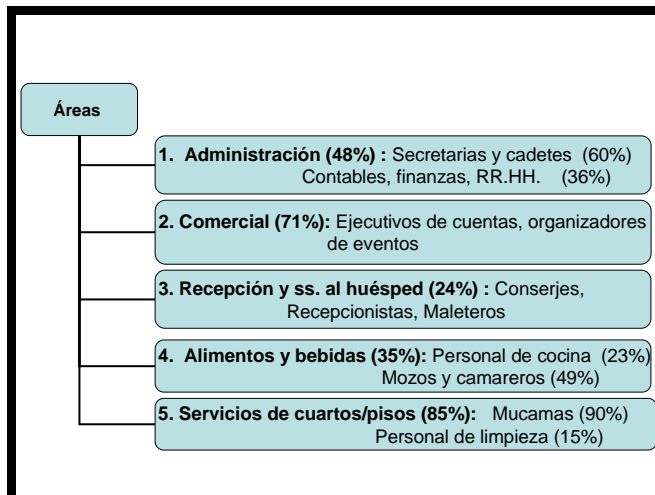 Áreas
1. Administración (48%) : Secretarias y cadetes (60%)
Contables, finanzas, RR.HH. (36%)
2. Comercial (71%): Ejecutivos de cuentas, organizadores
de eventos
3. Recepción y ss. al huésped (24%) : Conserjes,
Recepcionistas, Maleteros
4. Alimentos y bebidas (35%): Personal de cocina (23%)
Mozos y camareros (49%)
5. Servicios de cuartos/pisos (85%): Mucamas (90%)
Personal de limpieza (15%)